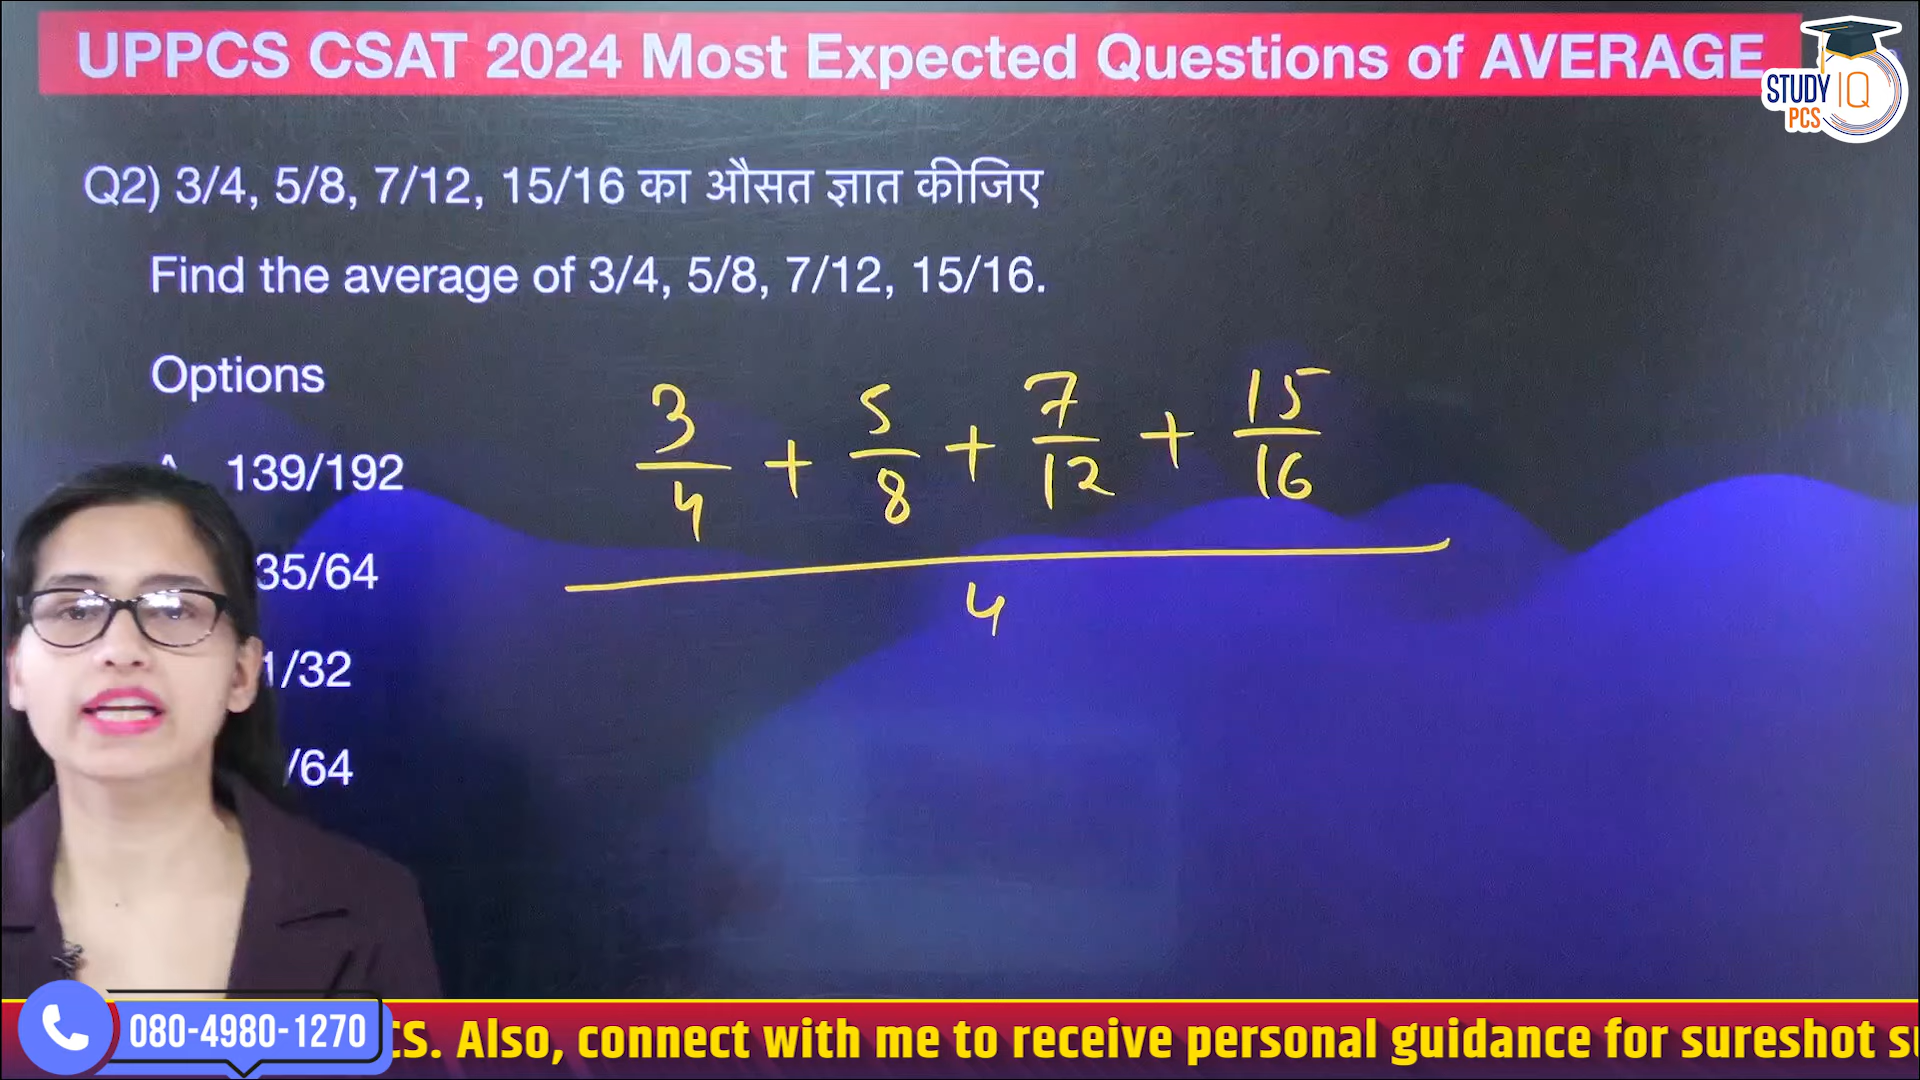 UPPCS CSAT 2024 Most Expected Questions of AVERAGE
STUDY IQ
PCS
Q2) 3/4, 5/8, 7/12, 15/16 का औसत ज्ञात कीजिए
Find the average of 3/4, 5/8, 7/12, 15/16.
Options
139/192
35/64
1/32
/64
3/4 + 5/8 + 7/12 + 15/16
4
080-4980-1270
CS. Also, connect with me to receive personal guidance for sureshot